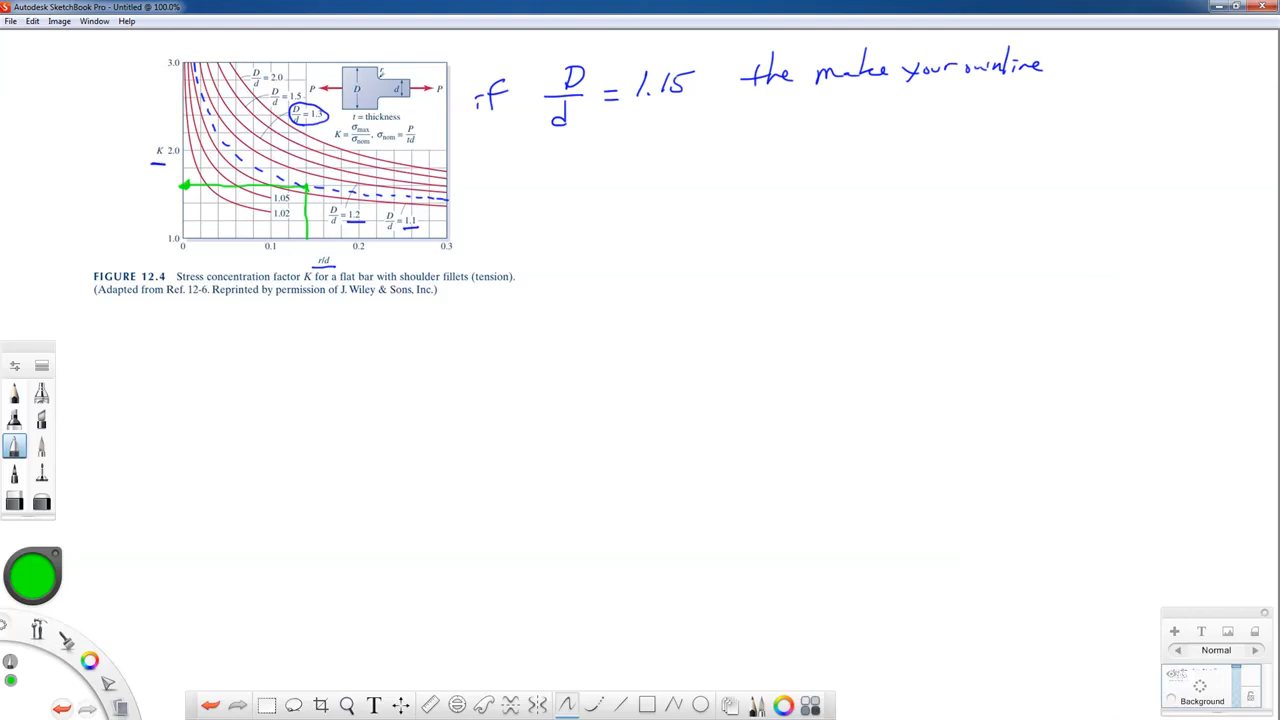 Autodesk SketchBook Pro - Untitled @ 100.0%
File Edit Image Window Help
if D/d = 1.15 the make your own line
3.0
D/d = 2.0
D/d = 1.5
D/d = 1.3
P D d P
r
t = thickness
K = σmax/σnom, σnom = P/td
K 2.0
1.05
1.02
D/d = 1.2
D/d = 1.1
1.0
0 0.1 0.2 0.3
r/d
FIGURE 12.4 Stress concentration factor K for a flat bar with shoulder fillets (tension).
(Adapted from Ref. 12-6. Reprinted by permission of J. Wiley & Sons, Inc.)
T
Normal
Background
T